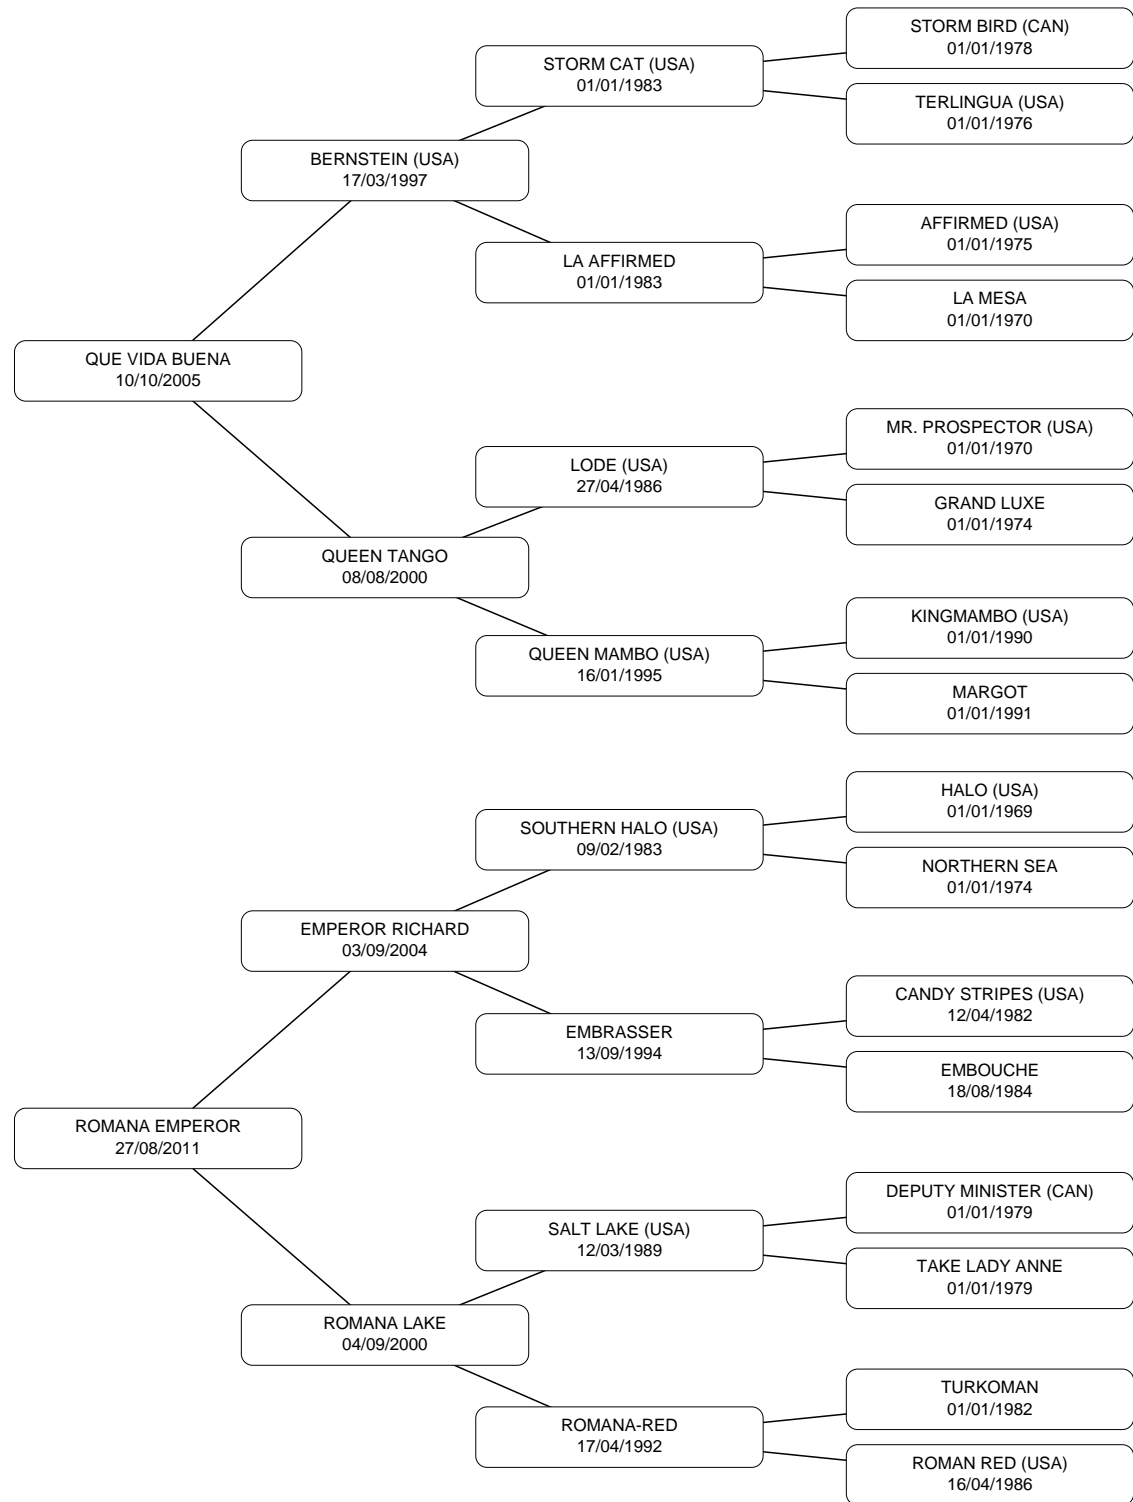 STORM BIRD (CAN)
01/01/1978
STORM CAT (USA)
01/01/1983
TERLINGUA (USA)
01/01/1976
BERNSTEIN (USA)
17/03/1997
AFFIRMED (USA)
01/01/1975
LA AFFIRMED
01/01/1983
LA MESA
01/01/1970
QUE VIDA BUENA
10/10/2005
MR. PROSPECTOR (USA)
01/01/1970
LODE (USA)
27/04/1986
GRAND LUXE
01/01/1974
QUEEN TANGO
08/08/2000
KINGMAMBO (USA)
01/01/1990
QUEEN MAMBO (USA)
16/01/1995
MARGOT
01/01/1991
HALO (USA)
01/01/1969
SOUTHERN HALO (USA)
09/02/1983
NORTHERN SEA
01/01/1974
EMPEROR RICHARD
03/09/2004
CANDY STRIPES (USA)
12/04/1982
EMBRASSER
13/09/1994
EMBOUCHE
18/08/1984
ROMANA EMPEROR
27/08/2011
DEPUTY MINISTER (CAN)
01/01/1979
SALT LAKE (USA)
12/03/1989
TAKE LADY ANNE
01/01/1979
ROMANA LAKE
04/09/2000
TURKOMAN
01/01/1982
ROMANA-RED
17/04/1992
ROMAN RED (USA)
16/04/1986